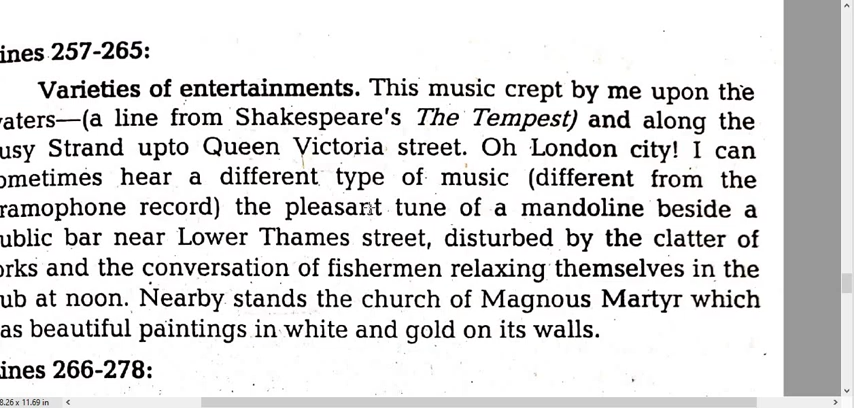 ines 257-265:
Varieties of entertainments. This music crept by me upon the
vaters—(a line from Shakespeare's The Tempest) and along the
usy Strand upto Queen Victoria street. Oh London city! I can
ometimes hear a different type of music (different from the
ramophone record) the pleasant tune of a mandoline beside a
ublic bar near Lower Thames street, disturbed by the clatter of
orks and the conversation of fishermen relaxing themselves in the
ub at noon. Nearby stands the church of Magnous Martyr which
as beautiful paintings in white and gold on its walls.
ines 266-278:
8.26 x 11.69 in